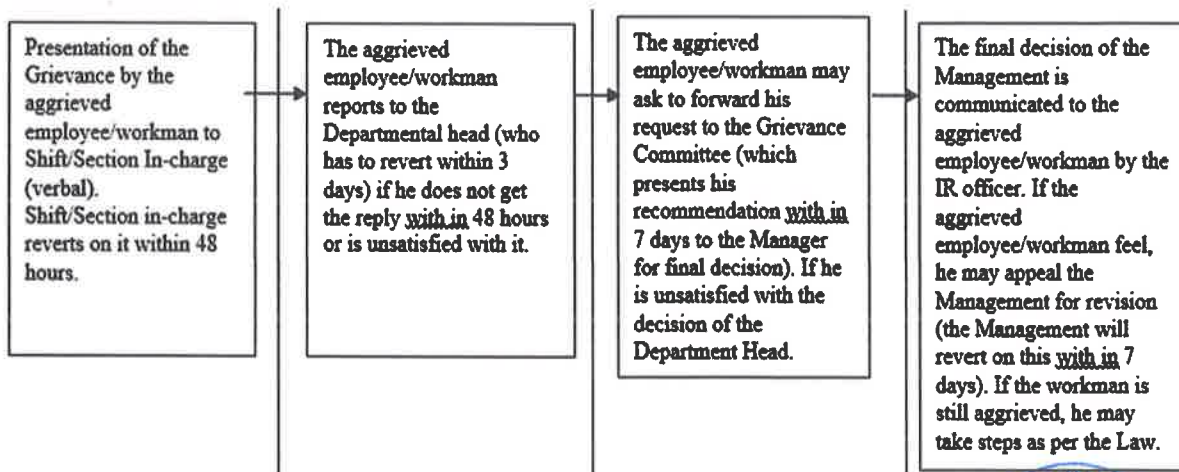 Presentation of the
Grievance by the
aggrieved
employee/workman to
Shift/Section In-charge
(verbal).
Shift/Section in-charge
reverts on it within 48
hours.
The aggrieved
employee/workman
reports to the
Departmental head (who
has to revert within 3
days) if he does not get
the reply with in 48 hours
or is unsatisfied with it.
The aggrieved
employee/workman may
ask to forward his
request to the Grievance
Committee (which
presents his
recommendation with in
7 days to the Manager
for final decision). If he
is unsatisfied with the
decision of the
Department Head.
The final decision of the
Management is
communicated to the
aggrieved
employee/workman by the
IR officer. If the
aggrieved
employee/workman feel,
he may appeal the
Management for revision
(the Management will
revert on this with in 7
days). If the workman is
still aggrieved, he may
take steps as per the Law.